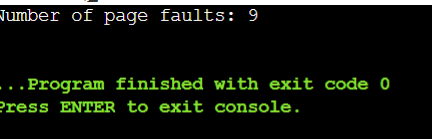 Number of page faults: 9
...Program finished with exit code 0
Press ENTER to exit console.